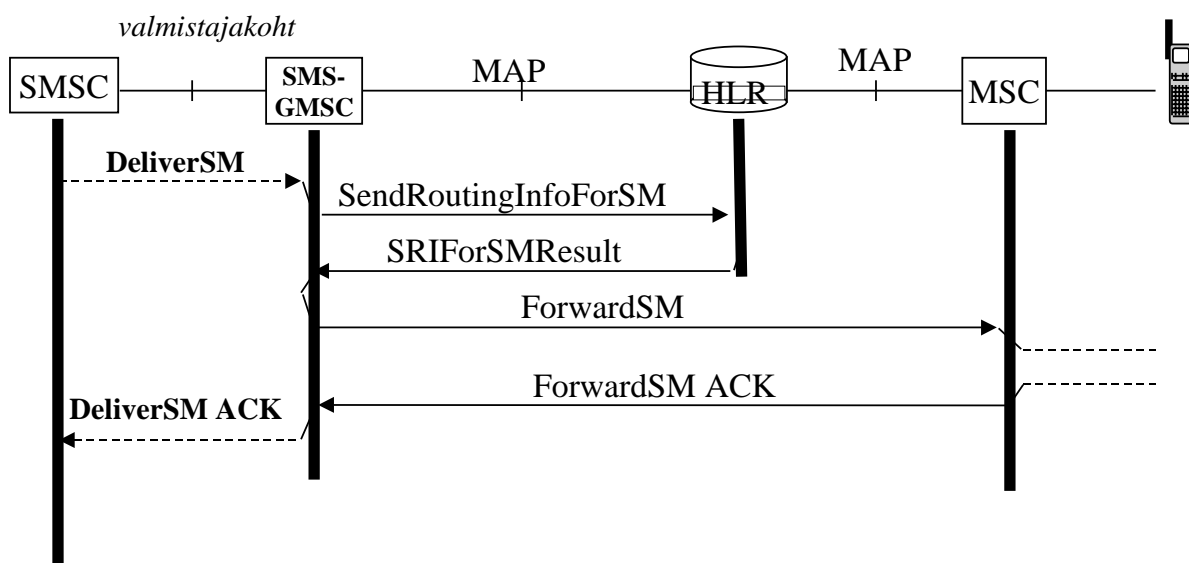 valmistajakoht
SMSC
SMS-
GMSC
MAP
HLR
MAP
MSC
DeliverSM
SendRoutingInfoForSM
SRIForSMResult
ForwardSM
ForwardSM ACK
DeliverSM ACK